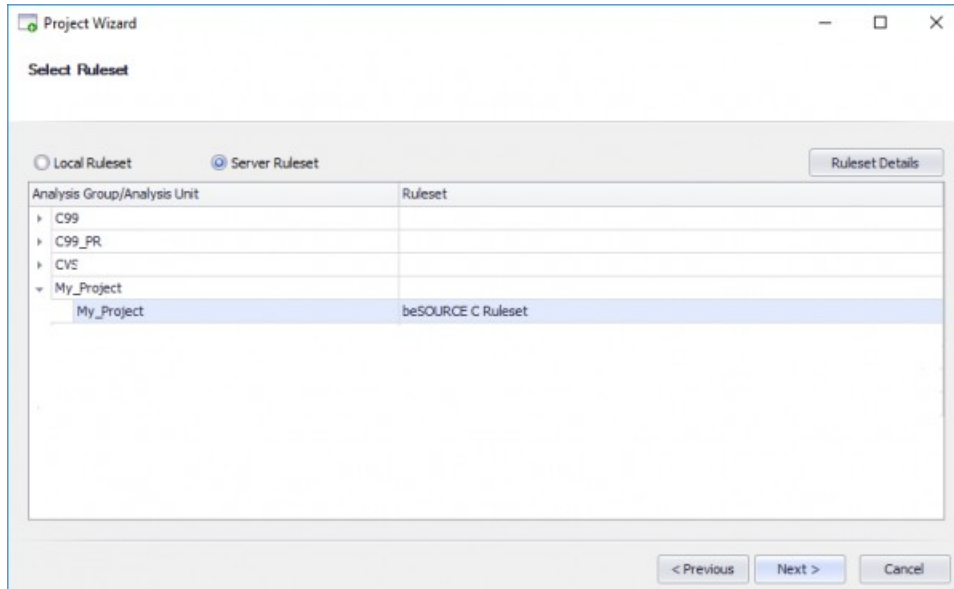 Project Wizard
Select Ruleset
Local Ruleset Server Ruleset Ruleset Details
Analysis Group/Analysis Unit Ruleset
C99
C99_PR
CVS
My_Project
My_Project beSOURCE C Ruleset
< Previous Next > Cancel